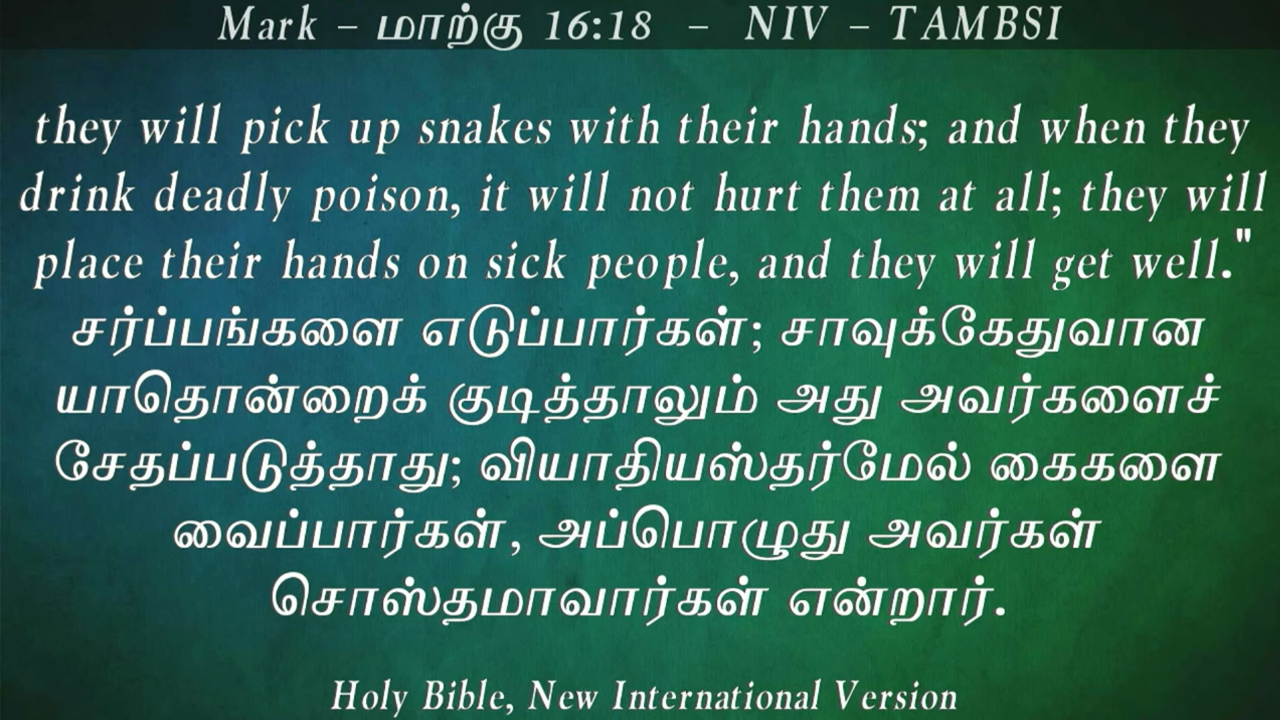 Mark – மாற்கு 16:18 – NIV – TAMBSI
they will pick up snakes with their hands; and when they
drink deadly poison, it will not hurt them at all; they will
place their hands on sick people, and they will get well."
சர்ப்பங்களை எடுப்பார்கள்; சாவுக்கேதுவான
யாதொன்றைக் குடித்தாலும் அது அவர்களைச்
சேதப்படுத்தாது; வியாதியஸ்தர்மேல் கைகளை
வைப்பார்கள், அப்பொழுது அவர்கள்
சொஸ்தமாவார்கள் என்றார்.
Holy Bible, New International Version